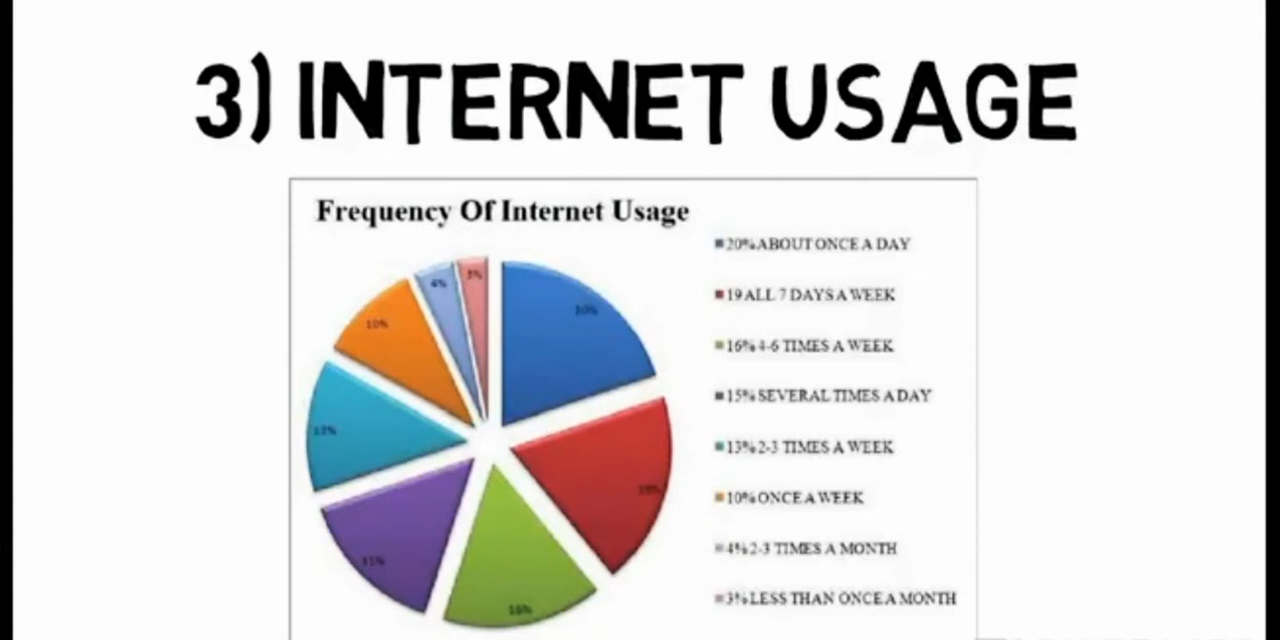 3) INTERNET USAGE
Frequency Of Internet Usage
20% ABOUT ONCE A DAY
19 ALL 7 DAYS A WEEK
16% 4-6 TIMES A WEEK
15% SEVERAL TIMES A DAY
13% 2-3 TIMES A WEEK
10% ONCE A WEEK
4% 2-3 TIMES A MONTH
3% LESS THAN ONCE A MONTH
20%
19%
16%
15%
13%
10%
4%
3%